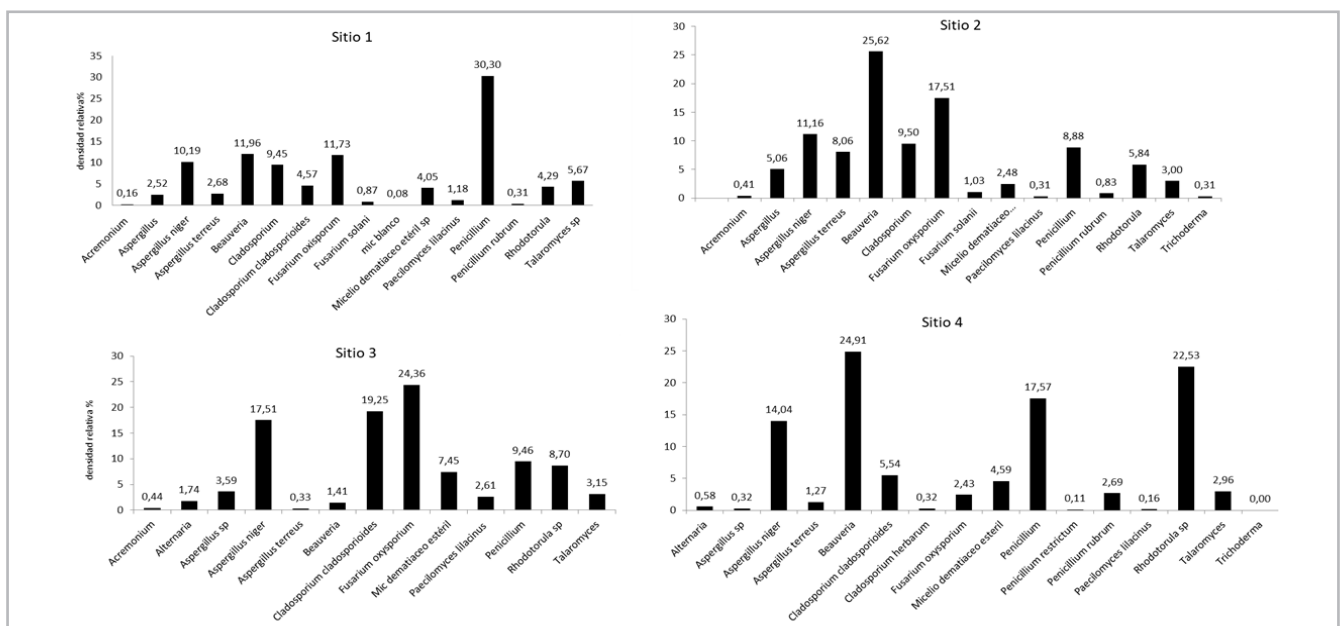 Sitio 1
densidad relativa%
35
30
25
20
15
10
5
0
0,16
2,52
10,19
2,68
11,96
9,45
4,57
11,73
0,87
0,08
4,05
1,18
30,30
0,31
4,29
5,67
Acremonium
Aspergillus
Aspergillus niger
Aspergillus terreus
Beauveria
Cladosporium
Cladosporium cladosporioides
Fusarium oxisporum
Fusarium solani
mic blanco
Micelio dematiaceo etéril sp
Paecilomyces lilacinus
Penicillium
Penicillium rubrum
Rhodotorula
Talaromyces sp
Sitio 2
30
25
20
15
10
5
0
0,41
5,06
11,16
8,06
25,62
9,50
17,51
1,03
2,48
0,31
8,88
0,83
5,84
3,00
0,31
Acremonium
Aspergillus
Aspergillus niger
Aspergillus terreus
Beauveria
Cladosporium
Fusarium oxysporium
Fusarium solanii
Micelio dematiaceo...
Paecilomyces lilacinus
Penicillium
Penicillium rubrum
Rhodotorula
Talaromyces
Trichoderma
Sitio 3
densidad relativa %
30
25
20
15
10
5
0
0,44
1,74
3,59
17,51
0,33
1,41
19,25
24,36
7,45
2,61
9,46
8,70
3,15
Acremonium
Alternaria
Aspergillus sp
Aspergillus niger
Aspergillus terreus
Beauveria
Cladosporium cladosporioides
Fusarium oxysporium
Mic dematiaceo estéril
Paecilomyces lilacinus
Penicillium
Rhodotorula sp
Talaromyces
Sitio 4
30
25
20
15
10
5
0
0,58
0,32
14,04
1,27
24,91
5,54
0,32
2,43
4,59
17,57
0,11
2,69
0,16
22,53
2,96
0,00
Alternaria
Aspergillus sp
Aspergillus niger
Aspergillus terreus
Beauveria
Cladosporium cladosporioides
Cladosporium herbarum
Fusarium oxysporium
Micelio dematiaceo esteril
Penicillium
Penicillium restrictum
Penicillium rubrum
Paecilomyces lilacinus
Rhodotorula sp
Talaromyces
Trichoderma